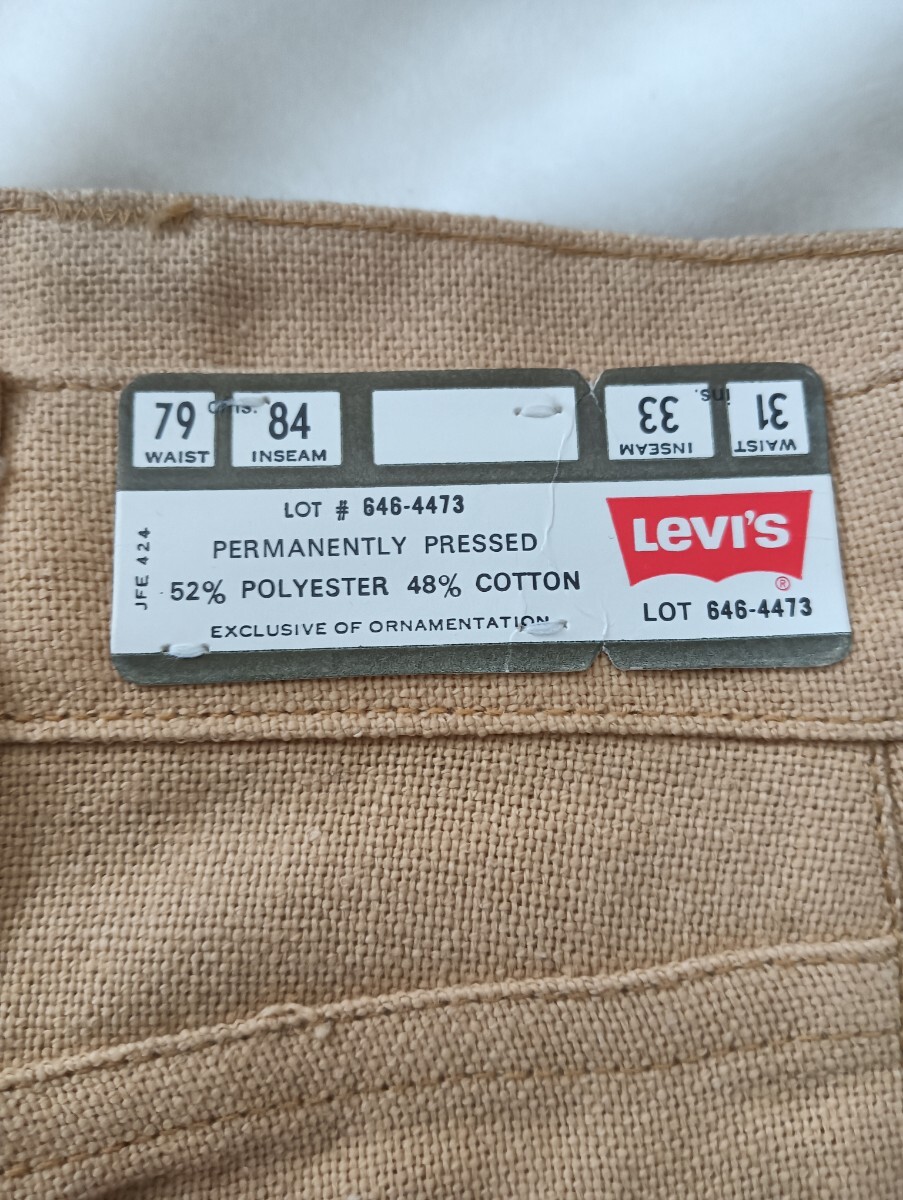 79 cms. 84
WAIST INSEAM
33 ins. 31
INSEAM WAIST
LOT # 646-4473
PERMANENTLY PRESSED
52% POLYESTER 48% COTTON
EXCLUSIVE OF ORNAMENTATION
JFE 424
LEVI'S
®
LOT 646-4473